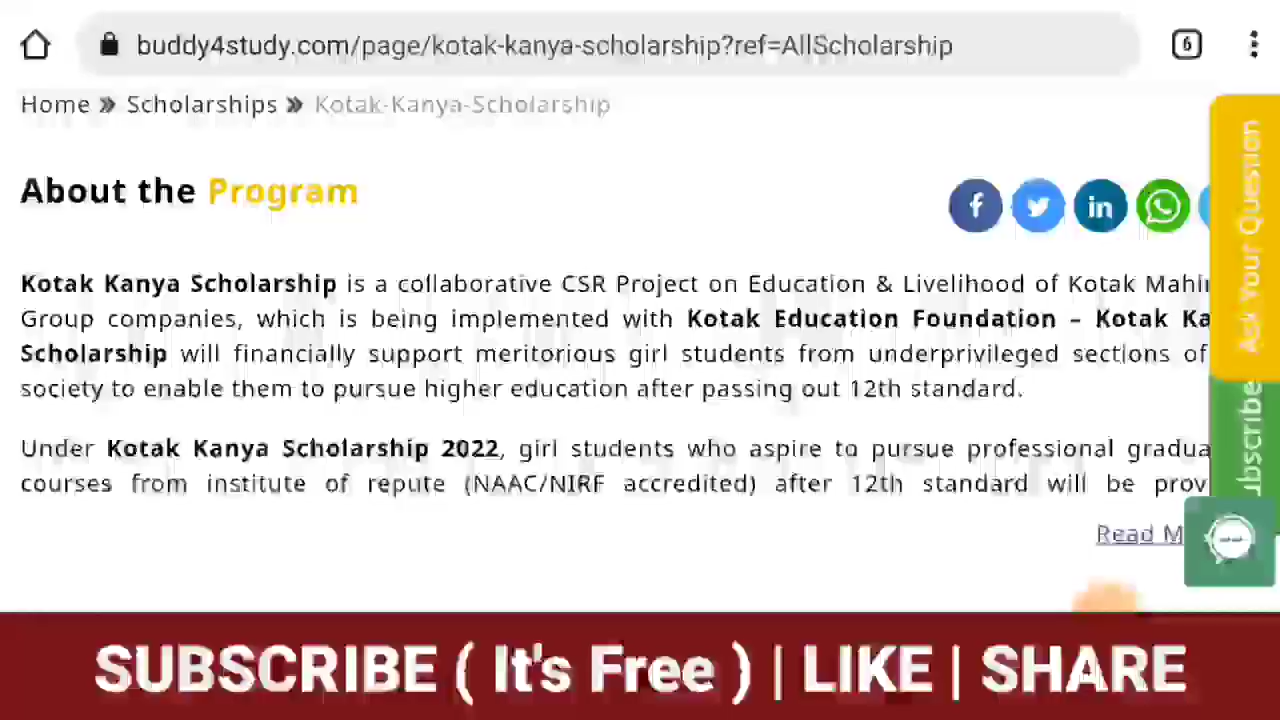 buddy4study.com/page/kotak-kanya-scholarship?ref=AllScholarship
6
Home » Scholarships » Kotak-Kanya-Scholarship
About the Program
Kotak Kanya Scholarship is a collaborative CSR Project on Education & Livelihood of Kotak Mahin
Group companies, which is being implemented with Kotak Education Foundation – Kotak Ka
Scholarship will financially support meritorious girl students from underprivileged sections of
society to enable them to pursue higher education after passing out 12th standard.
Under Kotak Kanya Scholarship 2022, girl students who aspire to pursue professional gradua
courses from institute of repute (NAAC/NIRF accredited) after 12th standard will be prov
Read M
Ask Your Question
ubscribe
SUBSCRIBE ( It's Free ) | LIKE | SHARE